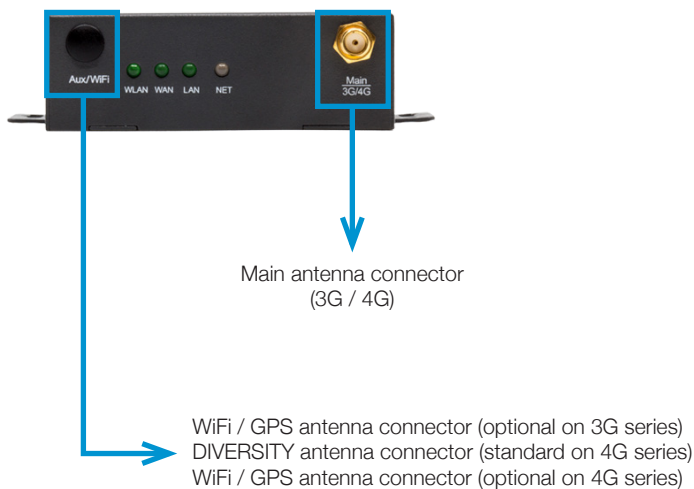 Aux/WiFi
WLAN WAN LAN NET
Main
3G/4G
Main antenna connector
(3G / 4G)
WiFi / GPS antenna connector (optional on 3G series)
DIVERSITY antenna connector (standard on 4G series)
WiFi / GPS antenna connector (optional on 4G series)